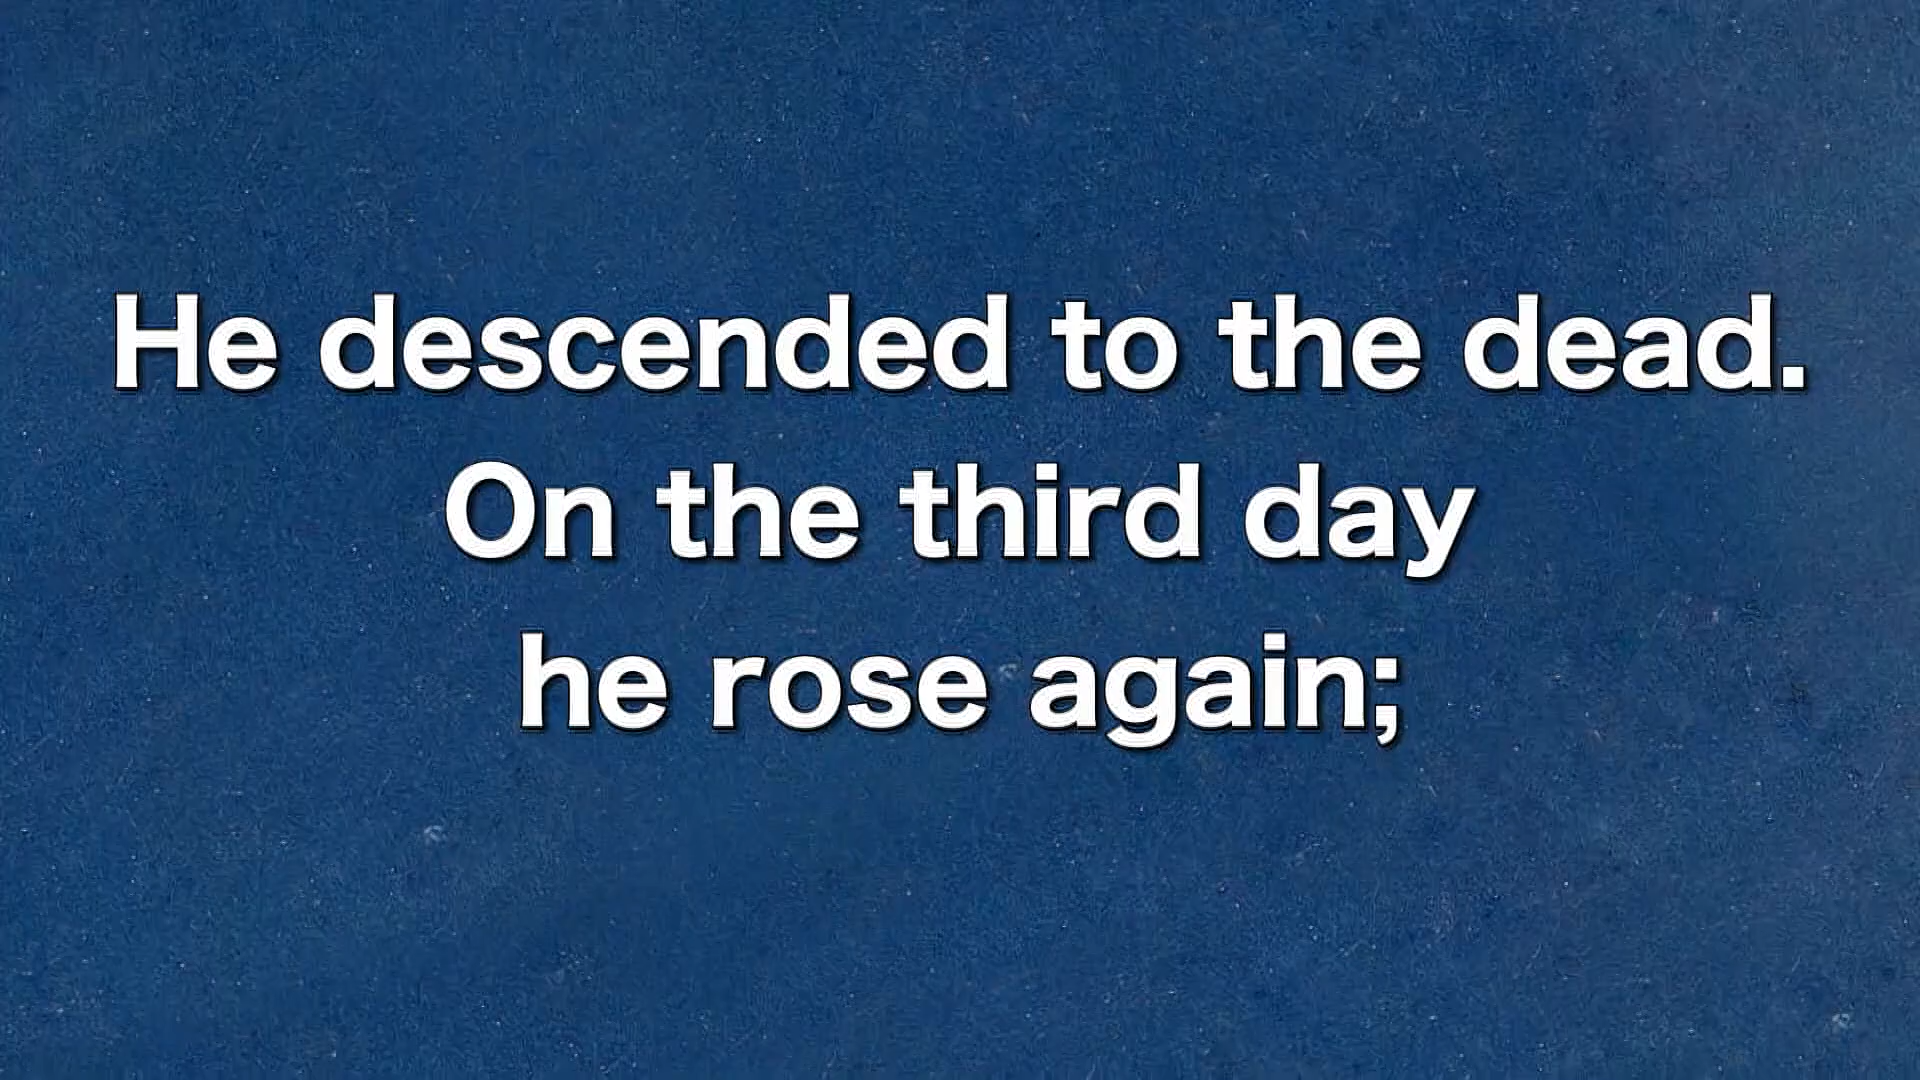 He descended to the dead.
On the third day
he rose again;